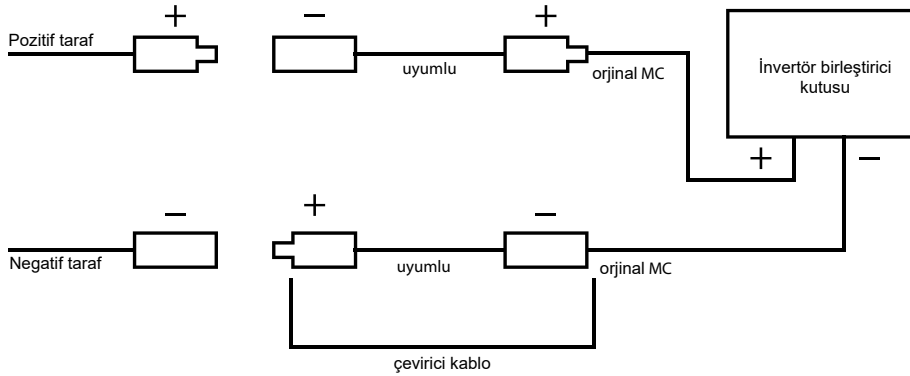 + − +
Pozitif taraf
uyumlu
orjinal MC
İnvertör birleştirici
kutusu
+ −
− + −
Negatif taraf
uyumlu
orjinal MC
çevirici kablo